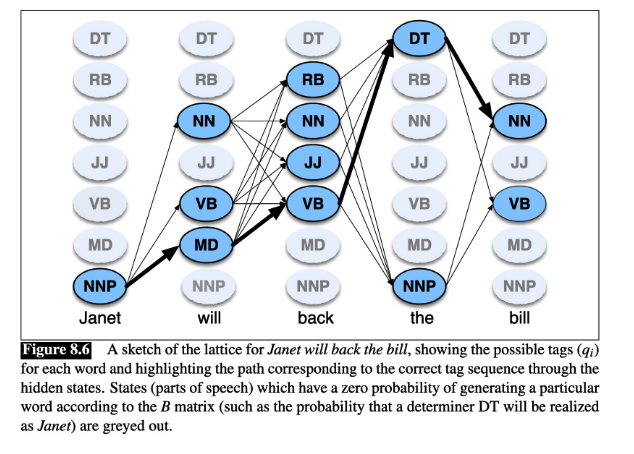 DT DT DT DT DT
RB RB RB RB RB
NN NN NN NN NN
JJ JJ JJ JJ JJ
VB VB VB VB VB
MD MD MD MD MD
NNP NNP NNP NNP NNP
Janet will back the bill
Figure 8.6 A sketch of the lattice for Janet will back the bill, showing the possible tags (qi)
for each word and highlighting the path corresponding to the correct tag sequence through the
hidden states. States (parts of speech) which have a zero probability of generating a particular
word according to the B matrix (such as the probability that a determiner DT will be realized
as Janet) are greyed out.